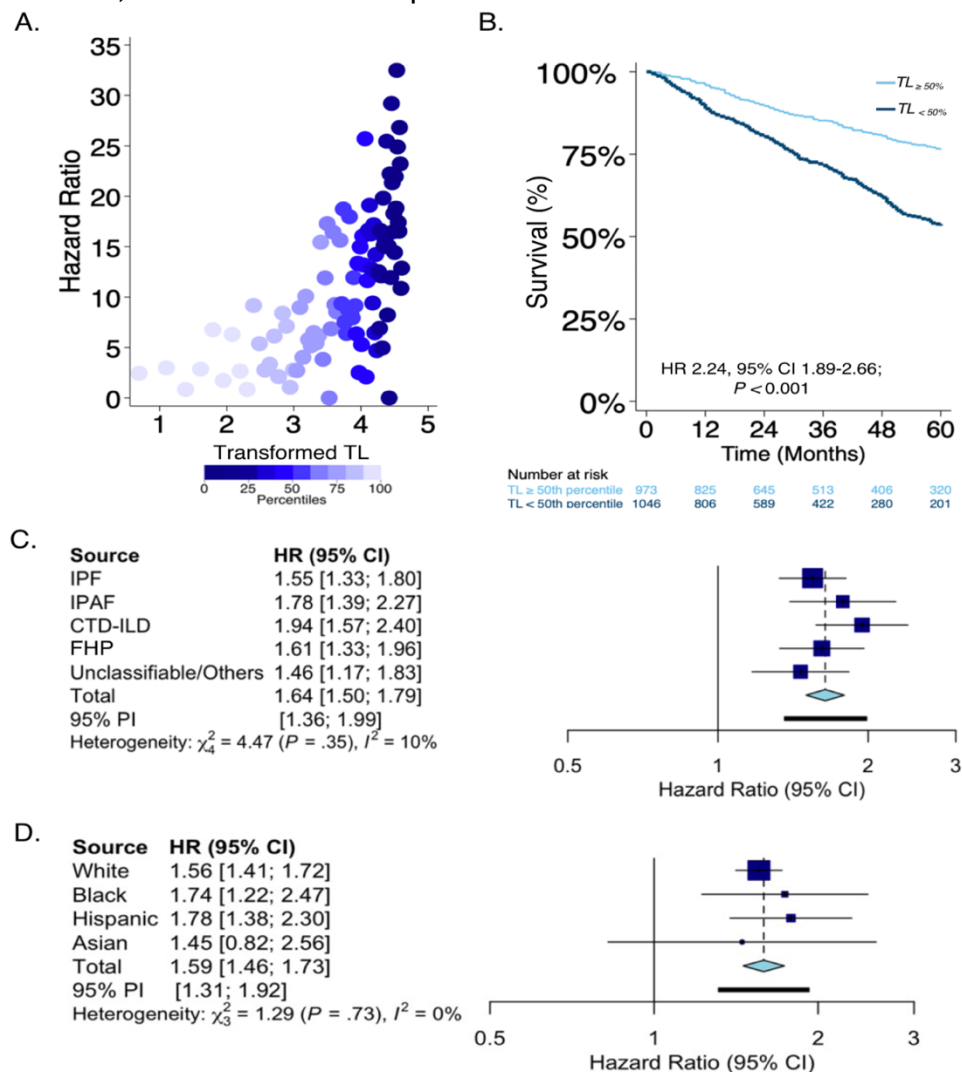 A.
35
30
25
20
15
10
5
0
Hazard Ratio
1 2 3 4 5
Transformed TL
0 25 50 75 100
Percentiles
B.
100%
75%
50%
25%
0%
Survival (%)
TL ≥ 50%
TL < 50%
HR 2.24, 95% CI 1.89-2.66;
P < 0.001
0 12 24 36 48 60
Time (Months)
Number at risk
TL ≥ 50th percentile 973 825 645 513 406 320
TL < 50th percentile 1046 806 589 422 280 201
C.
Source HR (95% CI)
IPF 1.55 [1.33; 1.80]
IPAF 1.78 [1.39; 2.27]
CTD-ILD 1.94 [1.57; 2.40]
FHP 1.61 [1.33; 1.96]
Unclassifiable/Others 1.46 [1.17; 1.83]
Total 1.64 [1.50; 1.79]
95% PI [1.36; 1.99]
Heterogeneity: χ²₄ = 4.47 (P = .35), I² = 10%
0.5 1 2 3
Hazard Ratio (95% CI)
D.
Source HR (95% CI)
White 1.56 [1.41; 1.72]
Black 1.74 [1.22; 2.47]
Hispanic 1.78 [1.38; 2.30]
Asian 1.45 [0.82; 2.56]
Total 1.59 [1.46; 1.73]
95% PI [1.31; 1.92]
Heterogeneity: χ²₃ = 1.29 (P = .73), I² = 0%
0.5 1 2 3
Hazard Ratio (95% CI)